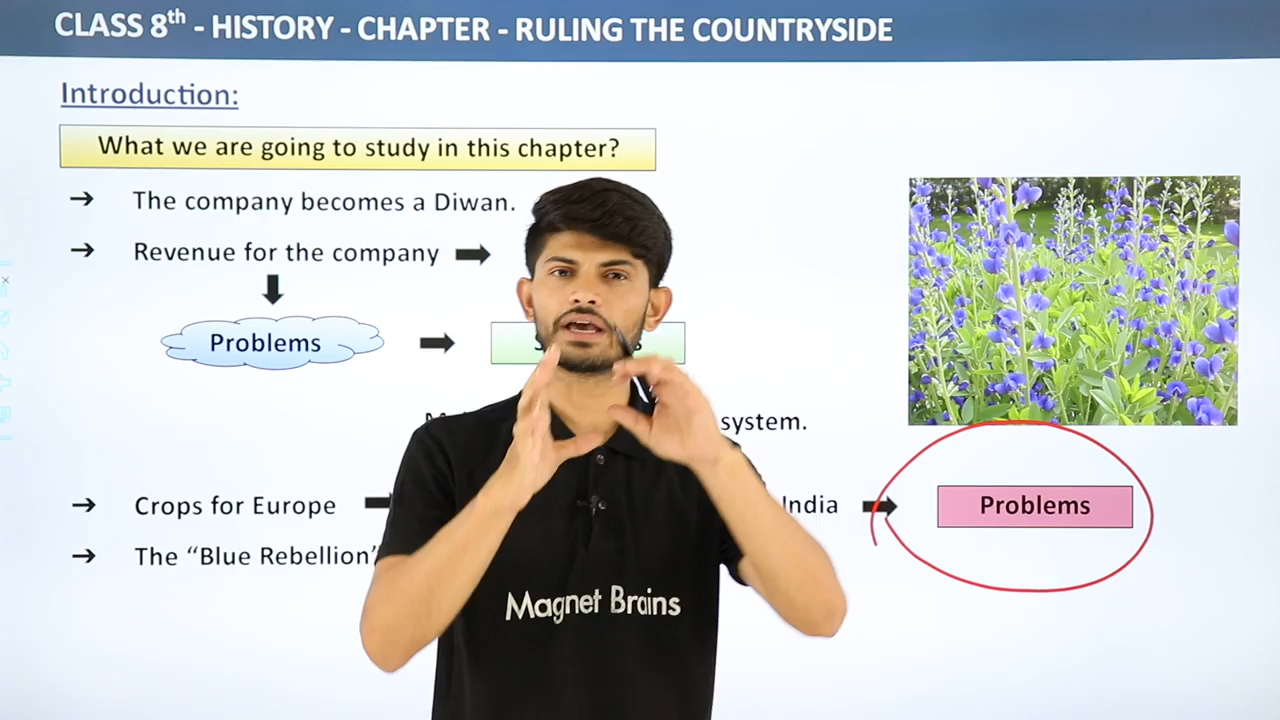 CLASS 8th - HISTORY - CHAPTER - RULING THE COUNTRYSIDE
Introduction:
What we are going to study in this chapter?
➔ The company becomes a Diwan.
➔ Revenue for the company ➡
Problems ➡
system.
➔ Crops for Europe ➡ India ➡ Problems
➔ The “Blue Rebellion”
Magnet Brains